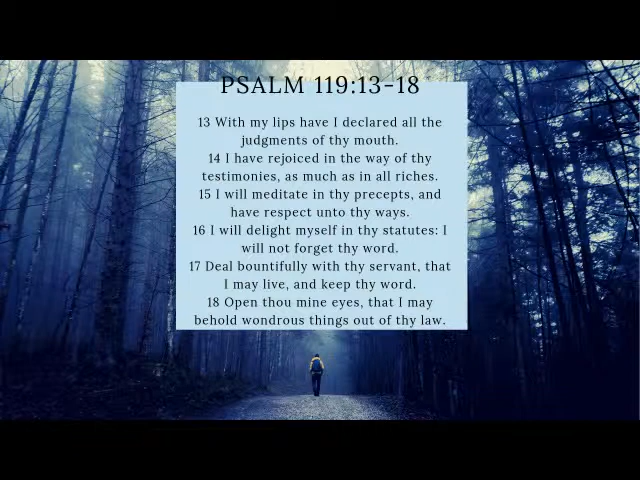 PSALM 119:13-18
13 With my lips have I declared all the
judgments of thy mouth.
14 I have rejoiced in the way of thy
testimonies, as much as in all riches.
15 I will meditate in thy precepts, and
have respect unto thy ways.
16 I will delight myself in thy statutes: I
will not forget thy word.
17 Deal bountifully with thy servant, that
I may live, and keep thy word.
18 Open thou mine eyes, that I may
behold wondrous things out of thy law.